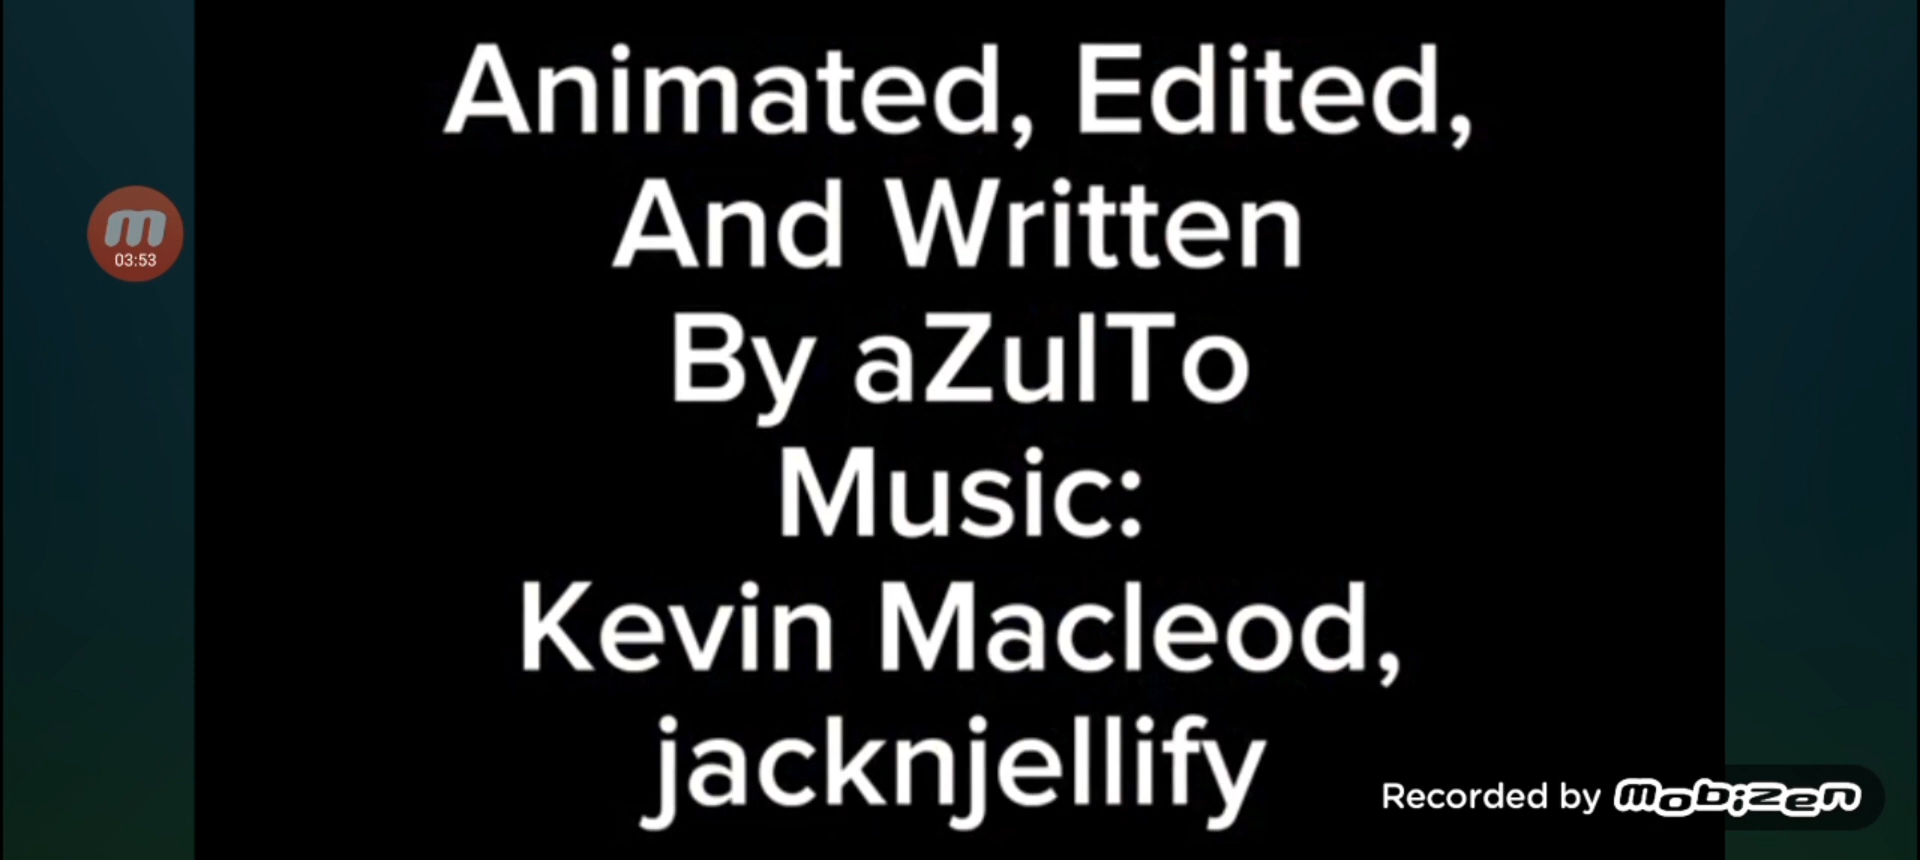 Animated, Edited,
And Written
By aZulTo
Music:
Kevin Macleod,
jacknjellify
m
03:53
Recorded by mobizen